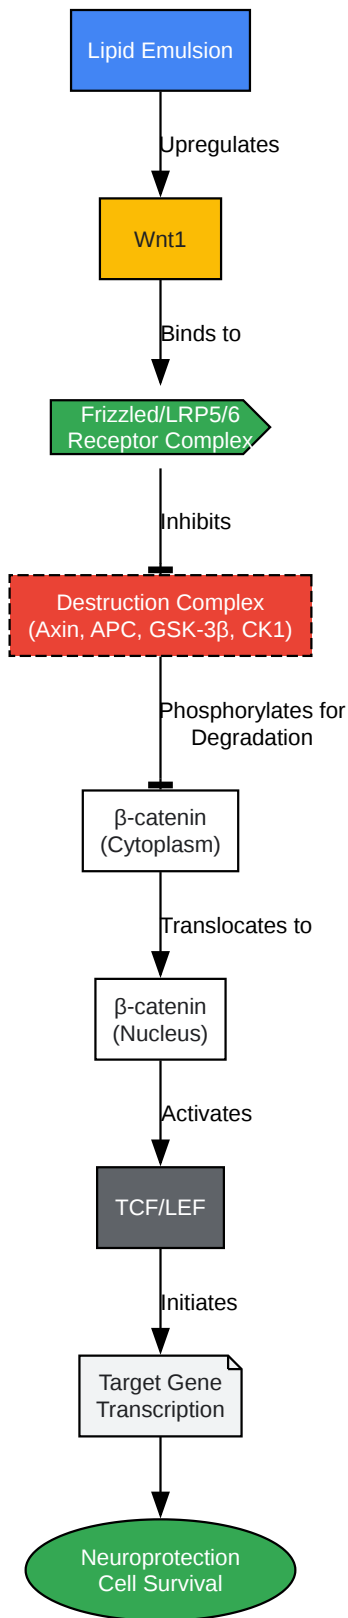 Lipid Emulsion
Upregulates
Wnt1
Binds to
Frizzled/LRP5/6
Receptor Complex
Inhibits
Destruction Complex
(Axin, APC, GSK-3β, CK1)
Phosphorylates for
Degradation
β-catenin
(Cytoplasm)
Translocates to
β-catenin
(Nucleus)
Activates
TCF/LEF
Initiates
Target Gene
Transcription
Neuroprotection
Cell Survival